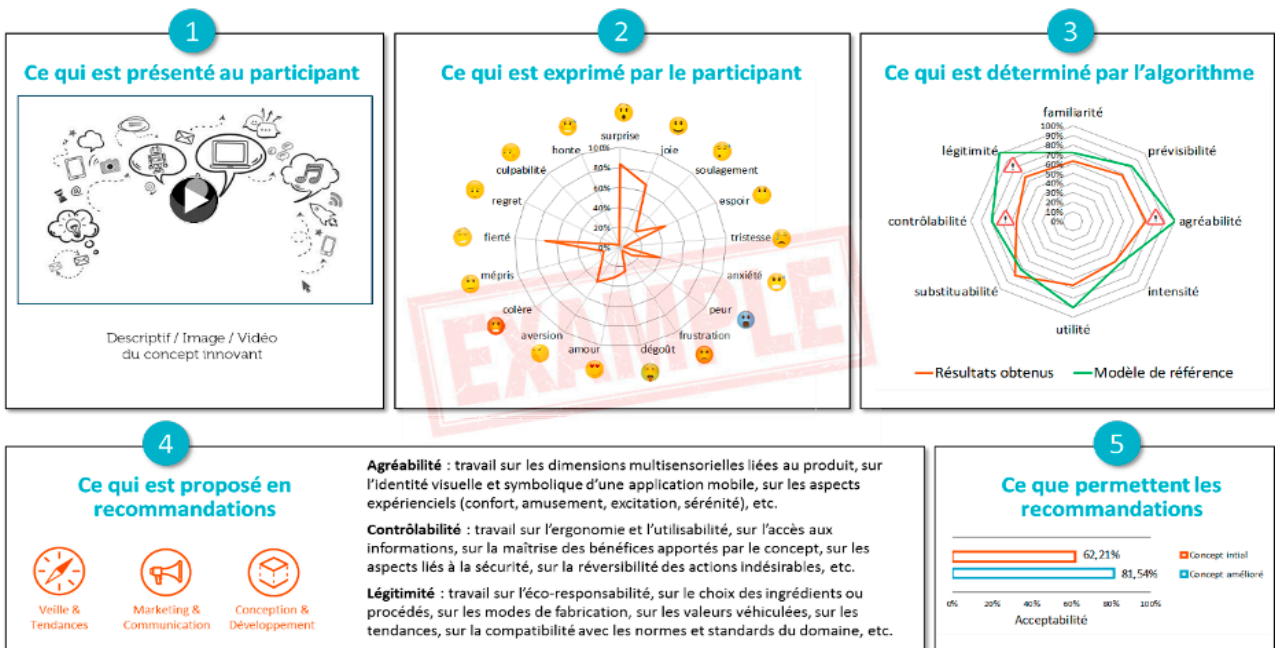 1
Ce qui est présenté au participant
Descriptif / Image / Vidéo
du concept innovant
2
Ce qui est exprimé par le participant
surprise
joie
soulagement
espoir
tristesse
anxiété
peur
frustration
dégoût
amour
aversion
colère
mépris
fierté
regret
culpabilité
honte
100%
80%
60%
40%
20%
0%
EXAMPLE
3
Ce qui est déterminé par l'algorithme
familiarité
prévisibilité
agréabilité
intensité
utilité
substituabilité
contrôlabilité
légitimité
100%
90%
80%
70%
60%
50%
40%
30%
20%
10%
0%
Résultats obtenus
Modèle de référence
4
Ce qui est proposé en
recommandations
Veille &
Tendances
Marketing &
Communication
Conception &
Développement
Agréabilité : travail sur les dimensions multisensorielles liées au produit, sur
l'identité visuelle et symbolique d'une application mobile, sur les aspects
expérienciels (confort, amusement, excitation, sérénité), etc.
Contrôlabilité : travail sur l'ergonomie et l'utilisabilité, sur l'accès aux
informations, sur la maîtrise des bénéfices apportés par le concept, sur les
aspects liés à la sécurité, sur la réversibilité des actions indésirables, etc.
Légitimité : travail sur l'éco-responsabilité, sur le choix des ingrédients ou
procédés, sur les modes de fabrication, sur les valeurs véhiculées, sur les
tendances, sur la compatibilité avec les normes et standards du domaine, etc.
5
Ce que permettent les
recommandations
62,21%
81,54%
Concept intial
Concept amélioré
0% 20% 40% 60% 80% 100%
Acceptabilité